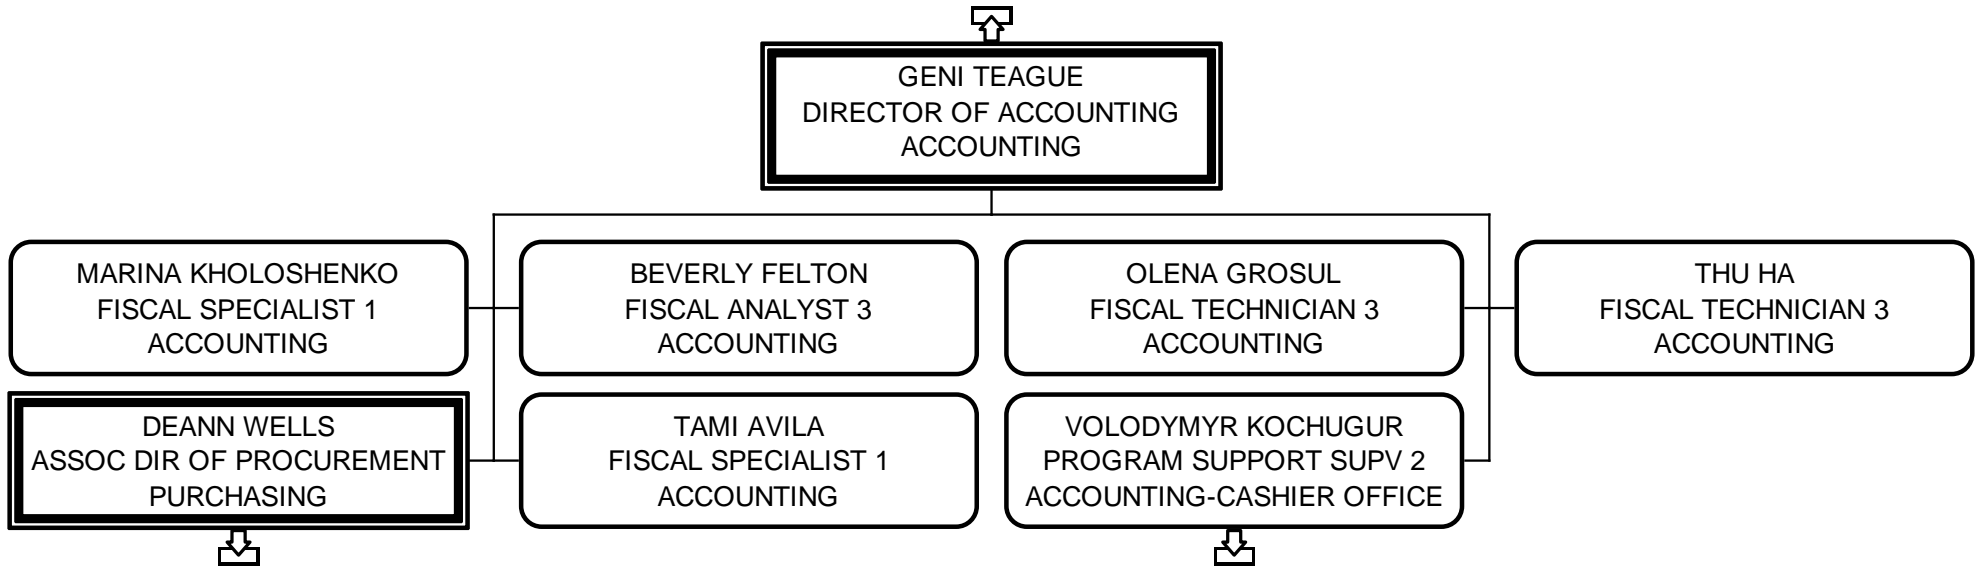 GENI TEAGUE
DIRECTOR OF ACCOUNTING
ACCOUNTING
MARINA KHOLOSHENKO
FISCAL SPECIALIST 1
ACCOUNTING
BEVERLY FELTON
FISCAL ANALYST 3
ACCOUNTING
OLENA GROSUL
FISCAL TECHNICIAN 3
ACCOUNTING
THU HA
FISCAL TECHNICIAN 3
ACCOUNTING
DEANN WELLS
ASSOC DIR OF PROCUREMENT
PURCHASING
TAMI AVILA
FISCAL SPECIALIST 1
ACCOUNTING
VOLODYMYR KOCHUGUR
PROGRAM SUPPORT SUPV 2
ACCOUNTING-CASHIER OFFICE